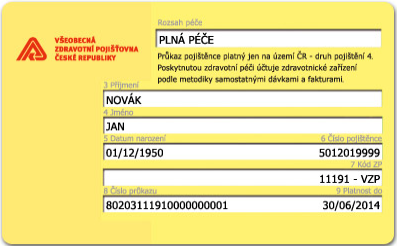 Rozsah péče
VŠEOBECNÁ
ZDRAVOTNÍ POJIŠŤOVNA
ČESKÉ REPUBLIKY
PLNÁ PÉČE
Průkaz pojištěnce platný jen na území ČR - druh pojištění 4.
Poskytnutou zdravotní péči účtuje zdravotnické zařízení
podle metodiky samostatnými dávkami a fakturami.
3 Příjmení
NOVÁK
4 Jméno
JAN
5 Datum narození 6 Číslo pojištěnce
01/12/1950 5012019999
7 Kód ZP
11191 - VZP
8 Číslo průkazu 9 Platnost do
80203111910000000001 30/06/2014